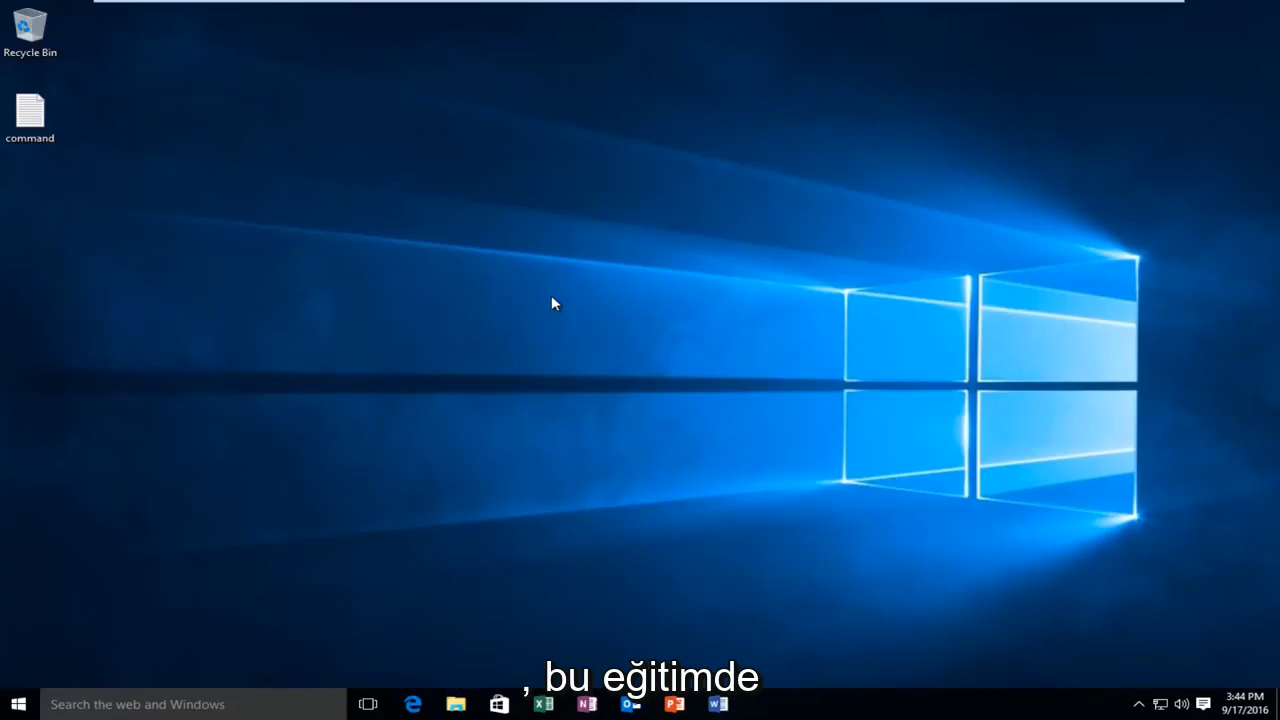 Recycle Bin
command
, bu eğitimde
Search the web and Windows
3:44 PM
9/17/2016